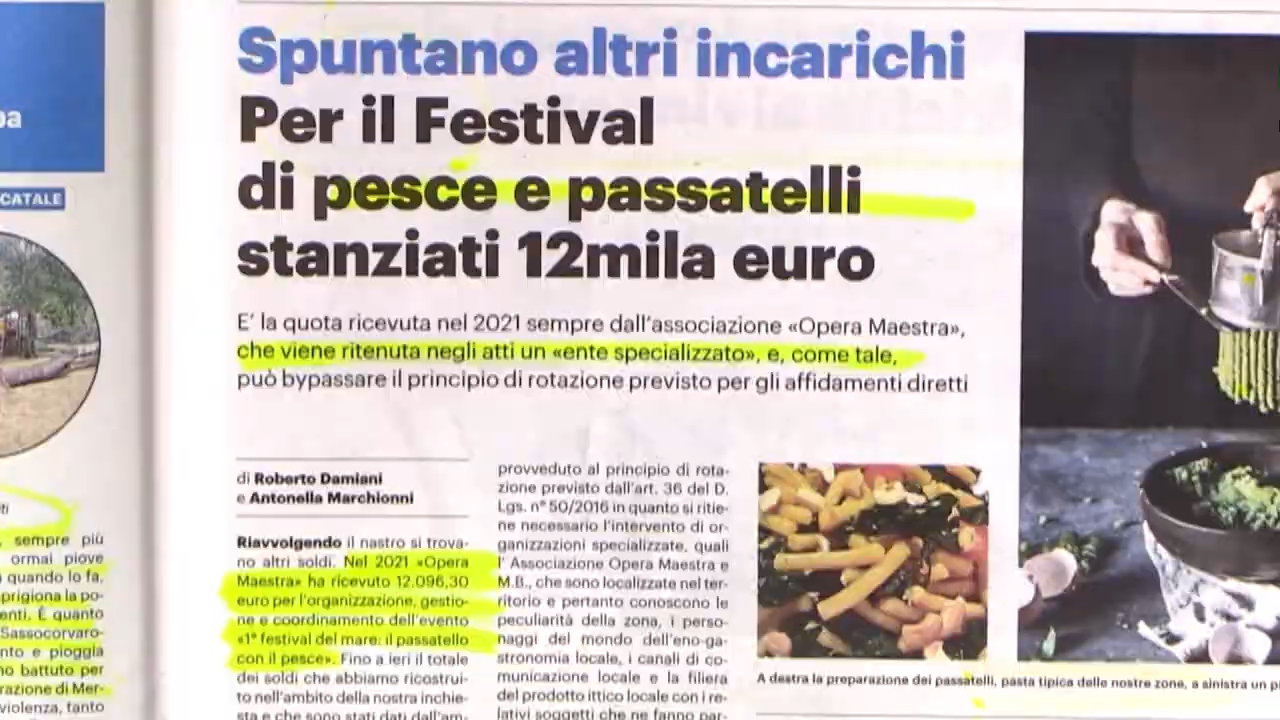 CATALE
sempre più
ormai piove
quando lo fa,
prigiona la po-
enti. È quanto
Sassocorvaro-
nto e pioggia
no battuto per
razione di Mer-
violenza, tanto
Spuntano altri incarichi
Per il Festival
di pesce e passatelli
stanziati 12mila euro
E' la quota ricevuta nel 2021 sempre dall'associazione «Opera Maestra»,
che viene ritenuta negli atti un «ente specializzato», e, come tale,
può bypassare il principio di rotazione previsto per gli affidamenti diretti
di Roberto Damiani
e Antonella Marchionni
Riavvolgendo il nastro si trova-
no altri soldi. Nel 2021 «Opera
Maestra» ha ricevuto 12.096,30
euro per l'organizzazione, gestio-
ne e coordinamento dell'evento
«1° festival del mare: il passatello
con il pesce». Fino a ieri il totale
dei soldi che abbiamo ricostrui-
to nell'ambito della nostra inchie-
sta e che sono stati dati dall'am-
provveduto al principio di rota-
zione previsto dall'art. 36 del D.
Lgs. n° 50/2016 in quanto si ritie-
ne necessario l'intervento di or-
ganizzazioni specializzate, quali
l' Associazione Opera Maestra e
M.B., che sono localizzate nel ter-
ritorio e pertanto conoscono le
peculiarità della zona, i perso-
naggi del mondo dell'eno-ga-
stronomia locale, i canali di co-
municazione locale e la filiera
del prodotto ittico locale con i re-
lativi soggetti che ne fanno par-
A destra la preparazione dei passatelli, pasta tipica delle nostre zone, a sinistra un pi